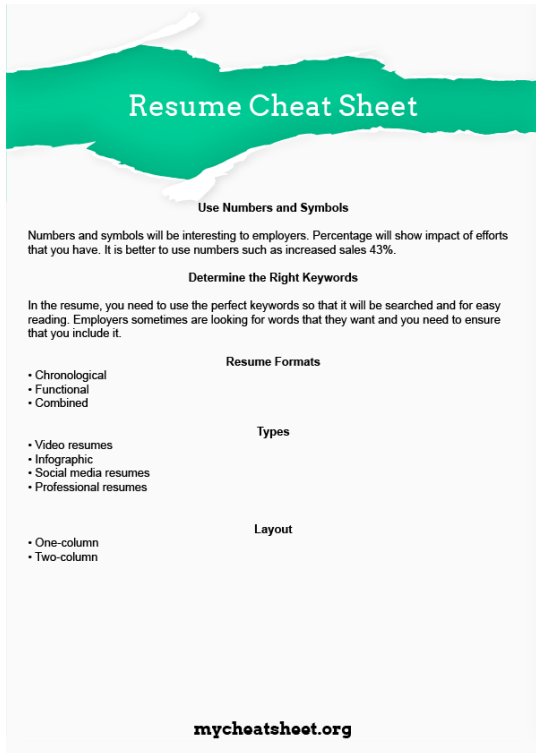 Resume Cheat Sheet
Use Numbers and Symbols
Numbers and symbols will be interesting to employers. Percentage will show impact of efforts
that you have. It is better to use numbers such as increased sales 43%.
Determine the Right Keywords
In the resume, you need to use the perfect keywords so that it will be searched and for easy
reading. Employers sometimes are looking for words that they want and you need to ensure
that you include it.
Resume Formats
• Chronological
• Functional
• Combined
Types
• Video resumes
• Infographic
• Social media resumes
• Professional resumes
Layout
• One-column
• Two-column
mycheatsheet.org